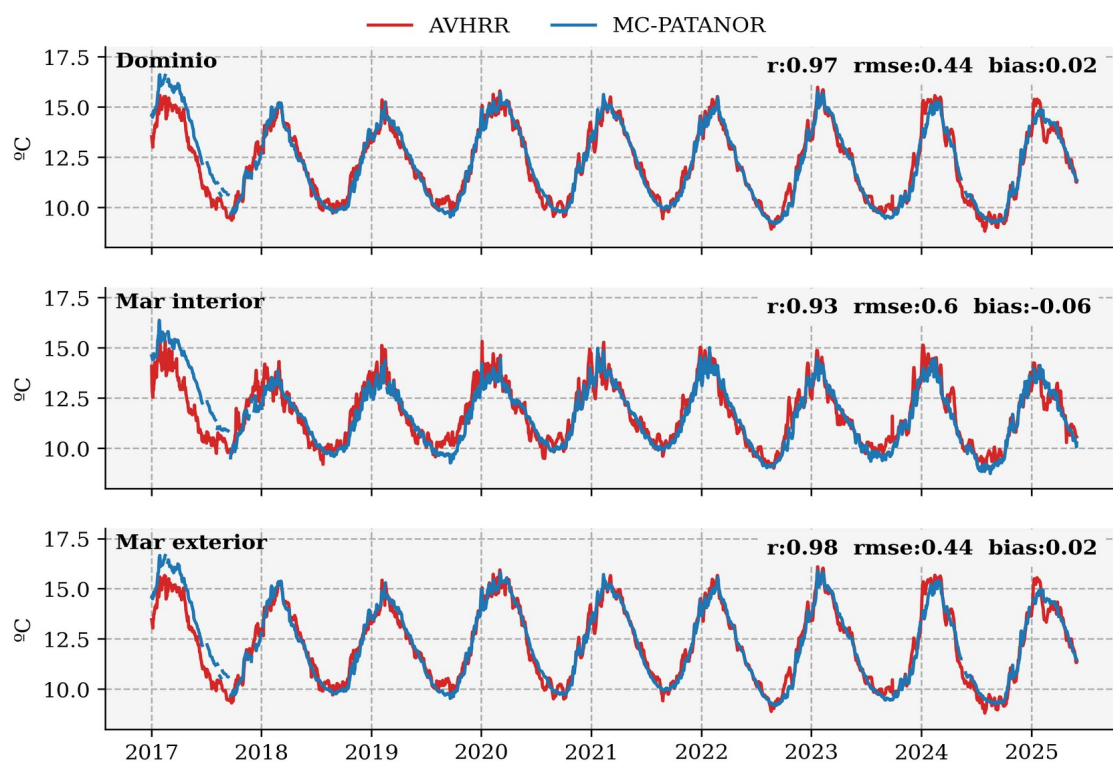 AVHRR MC-PATANOR
17.5 Dominio r:0.97 rmse:0.44 bias:0.02
15.0
ºC
12.5
10.0
17.5 Mar interior r:0.93 rmse:0.6 bias:-0.06
15.0
ºC
12.5
10.0
17.5 Mar exterior r:0.98 rmse:0.44 bias:0.02
15.0
ºC
12.5
10.0
2017 2018 2019 2020 2021 2022 2023 2024 2025